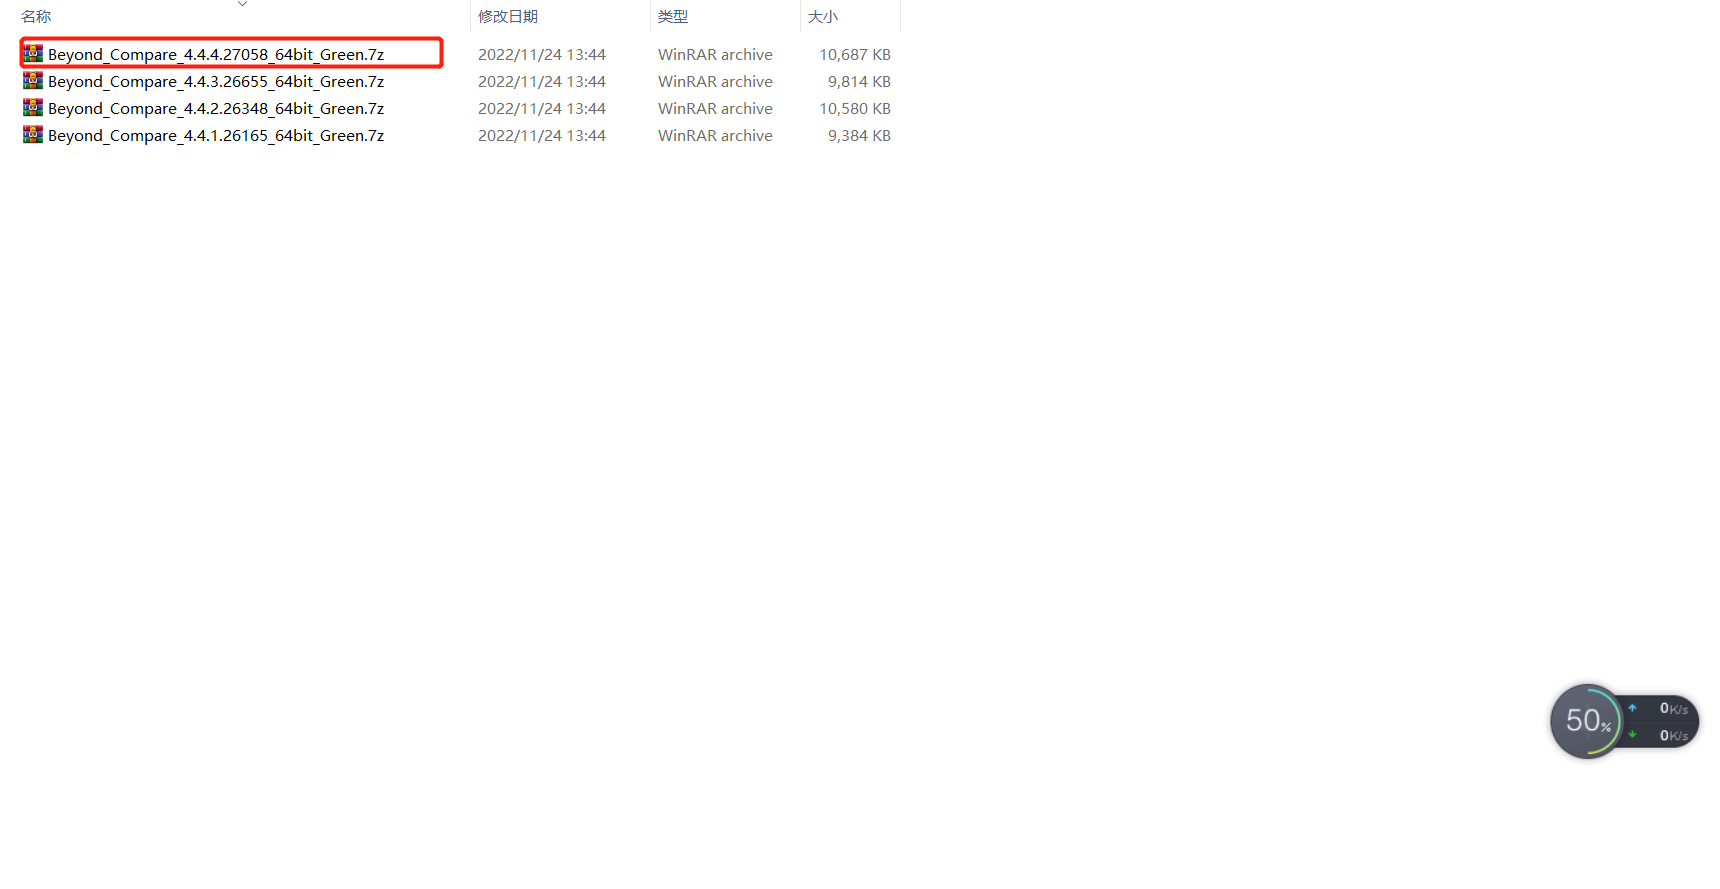 名称 修改日期 类型 大小
Beyond_Compare_4.4.4.27058_64bit_Green.7z 2022/11/24 13:44 WinRAR archive 10,687 KB
Beyond_Compare_4.4.3.26655_64bit_Green.7z 2022/11/24 13:44 WinRAR archive 9,814 KB
Beyond_Compare_4.4.2.26348_64bit_Green.7z 2022/11/24 13:44 WinRAR archive 10,580 KB
Beyond_Compare_4.4.1.26165_64bit_Green.7z 2022/11/24 13:44 WinRAR archive 9,384 KB
50%
0K/s
0K/s